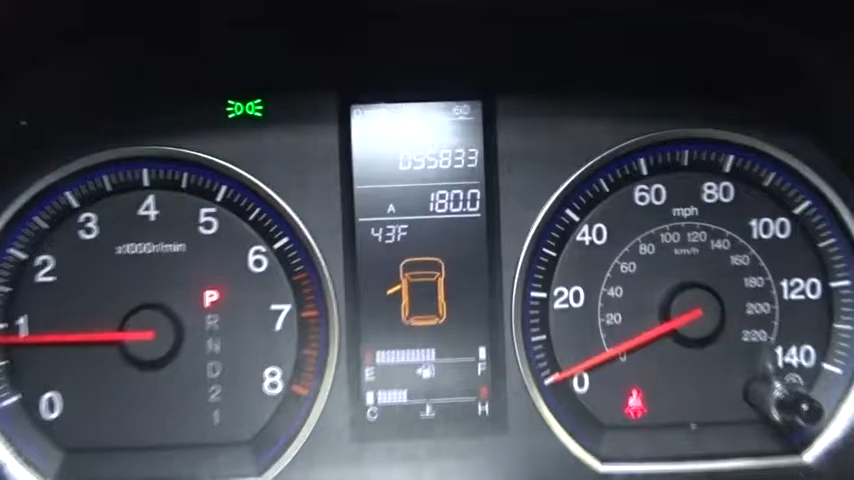 095833
A 180.0
43F
E F
C H
0 1 2 3 4 5 6 7 8
x1000r/min
P
R
N
D
2
1
0 20 40 60 80 100 120 140
mph
km/h
20 40 60 80 100 120 140 160 180 200 220